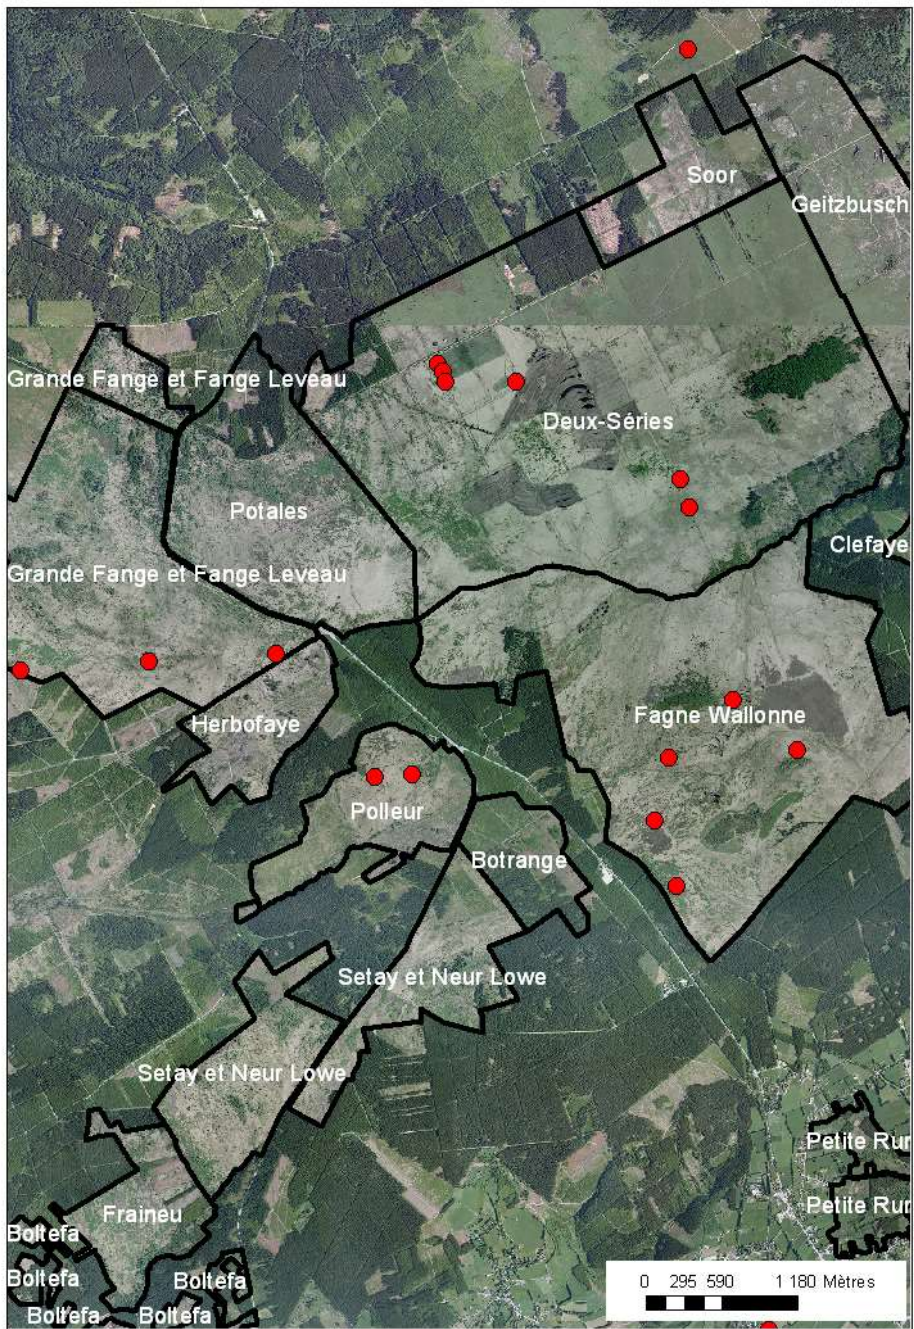 Soor
Geitzbusch
Grande Fange et Fange Leveau
Deux-Séries
Potales
Clefaye
Grande Fange et Fange Leveau
Herbofaye
Fagne Wallonne
Polleur
Botrange
Setay et Neur Lowe
Setay et Neur Lowe
Petite Rur
Petite Rur
Fraineu
Boltefa
Boltefa
Boltefa
Boltefa
Boltefa
0 295 590 1 180 Mètres